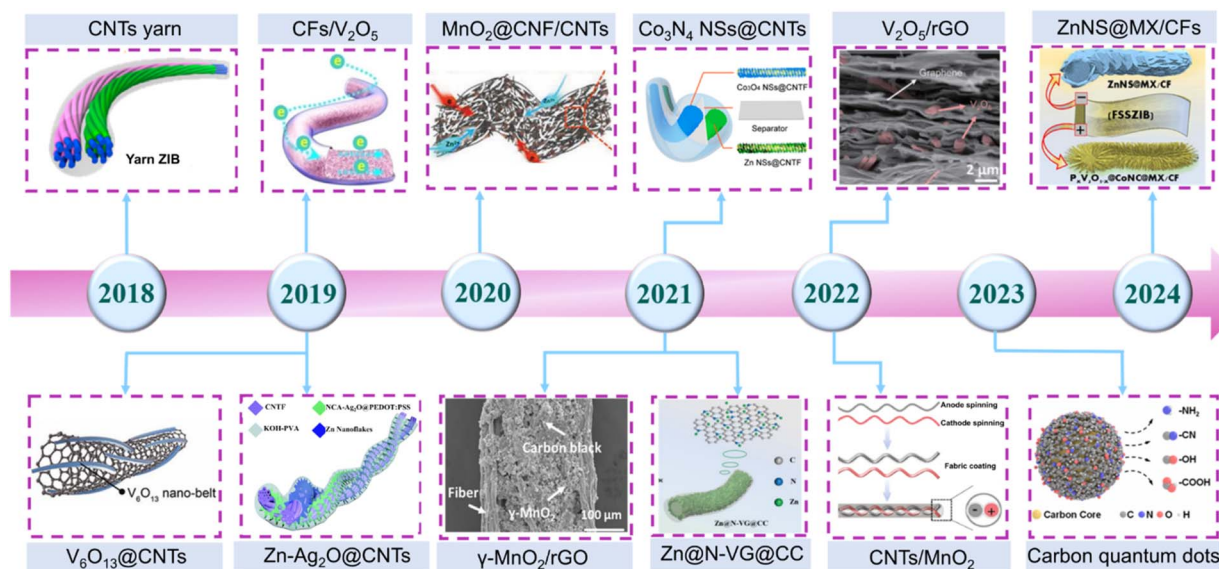 CNTs yarn
CFs/V₂O₅
MnO₂@CNF/CNTs
Co₃N₄ NSs@CNTs
V₂O₅/rGO
ZnNS@MX/CFs
Yarn ZIB
e
e
e
e
e
Zn²⁺
Co₃O₄ NSs@CNTF
Separator
Zn NSs@CNTF
Graphene
V₂O₅
2 µm
ZnNS@MX/CF
−
(FSSZIB)
+
PₙVₓO₇.ₙ@CoNC@MX/CF
2018
2019
2020
2021
2022
2023
2024
V₆O₁₃ nano-belt
CNTF
NCA-Ag₂O@PEDOT:PSS
KOH-PVA
Zn Nanoflakes
Carbon black
Fiber
γ-MnO₂
100 µm
C
N
Zn
Zn@N-VG@CC
Anode spinning
Cathode spinning
Fabric coating
− +
-NH₂
-CN
-OH
-COOH
Carbon Core
C N O H
V₆O₁₃@CNTs
Zn-Ag₂O@CNTs
γ-MnO₂/rGO
Zn@N-VG@CC
CNTs/MnO₂
Carbon quantum dots